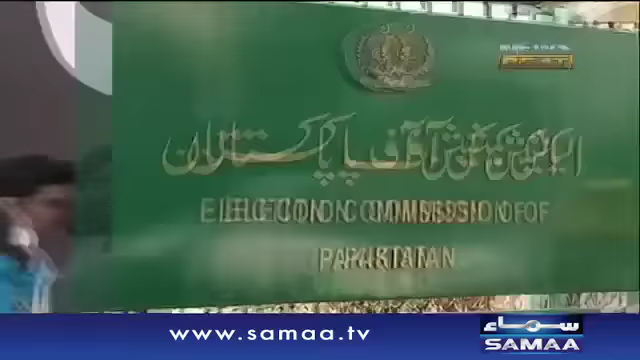 الیکشن کمیشن آف پاکستان
ELECTION COMMISSION OF
PAKISTAN
www.samaa.tv
سماء
SAMAA